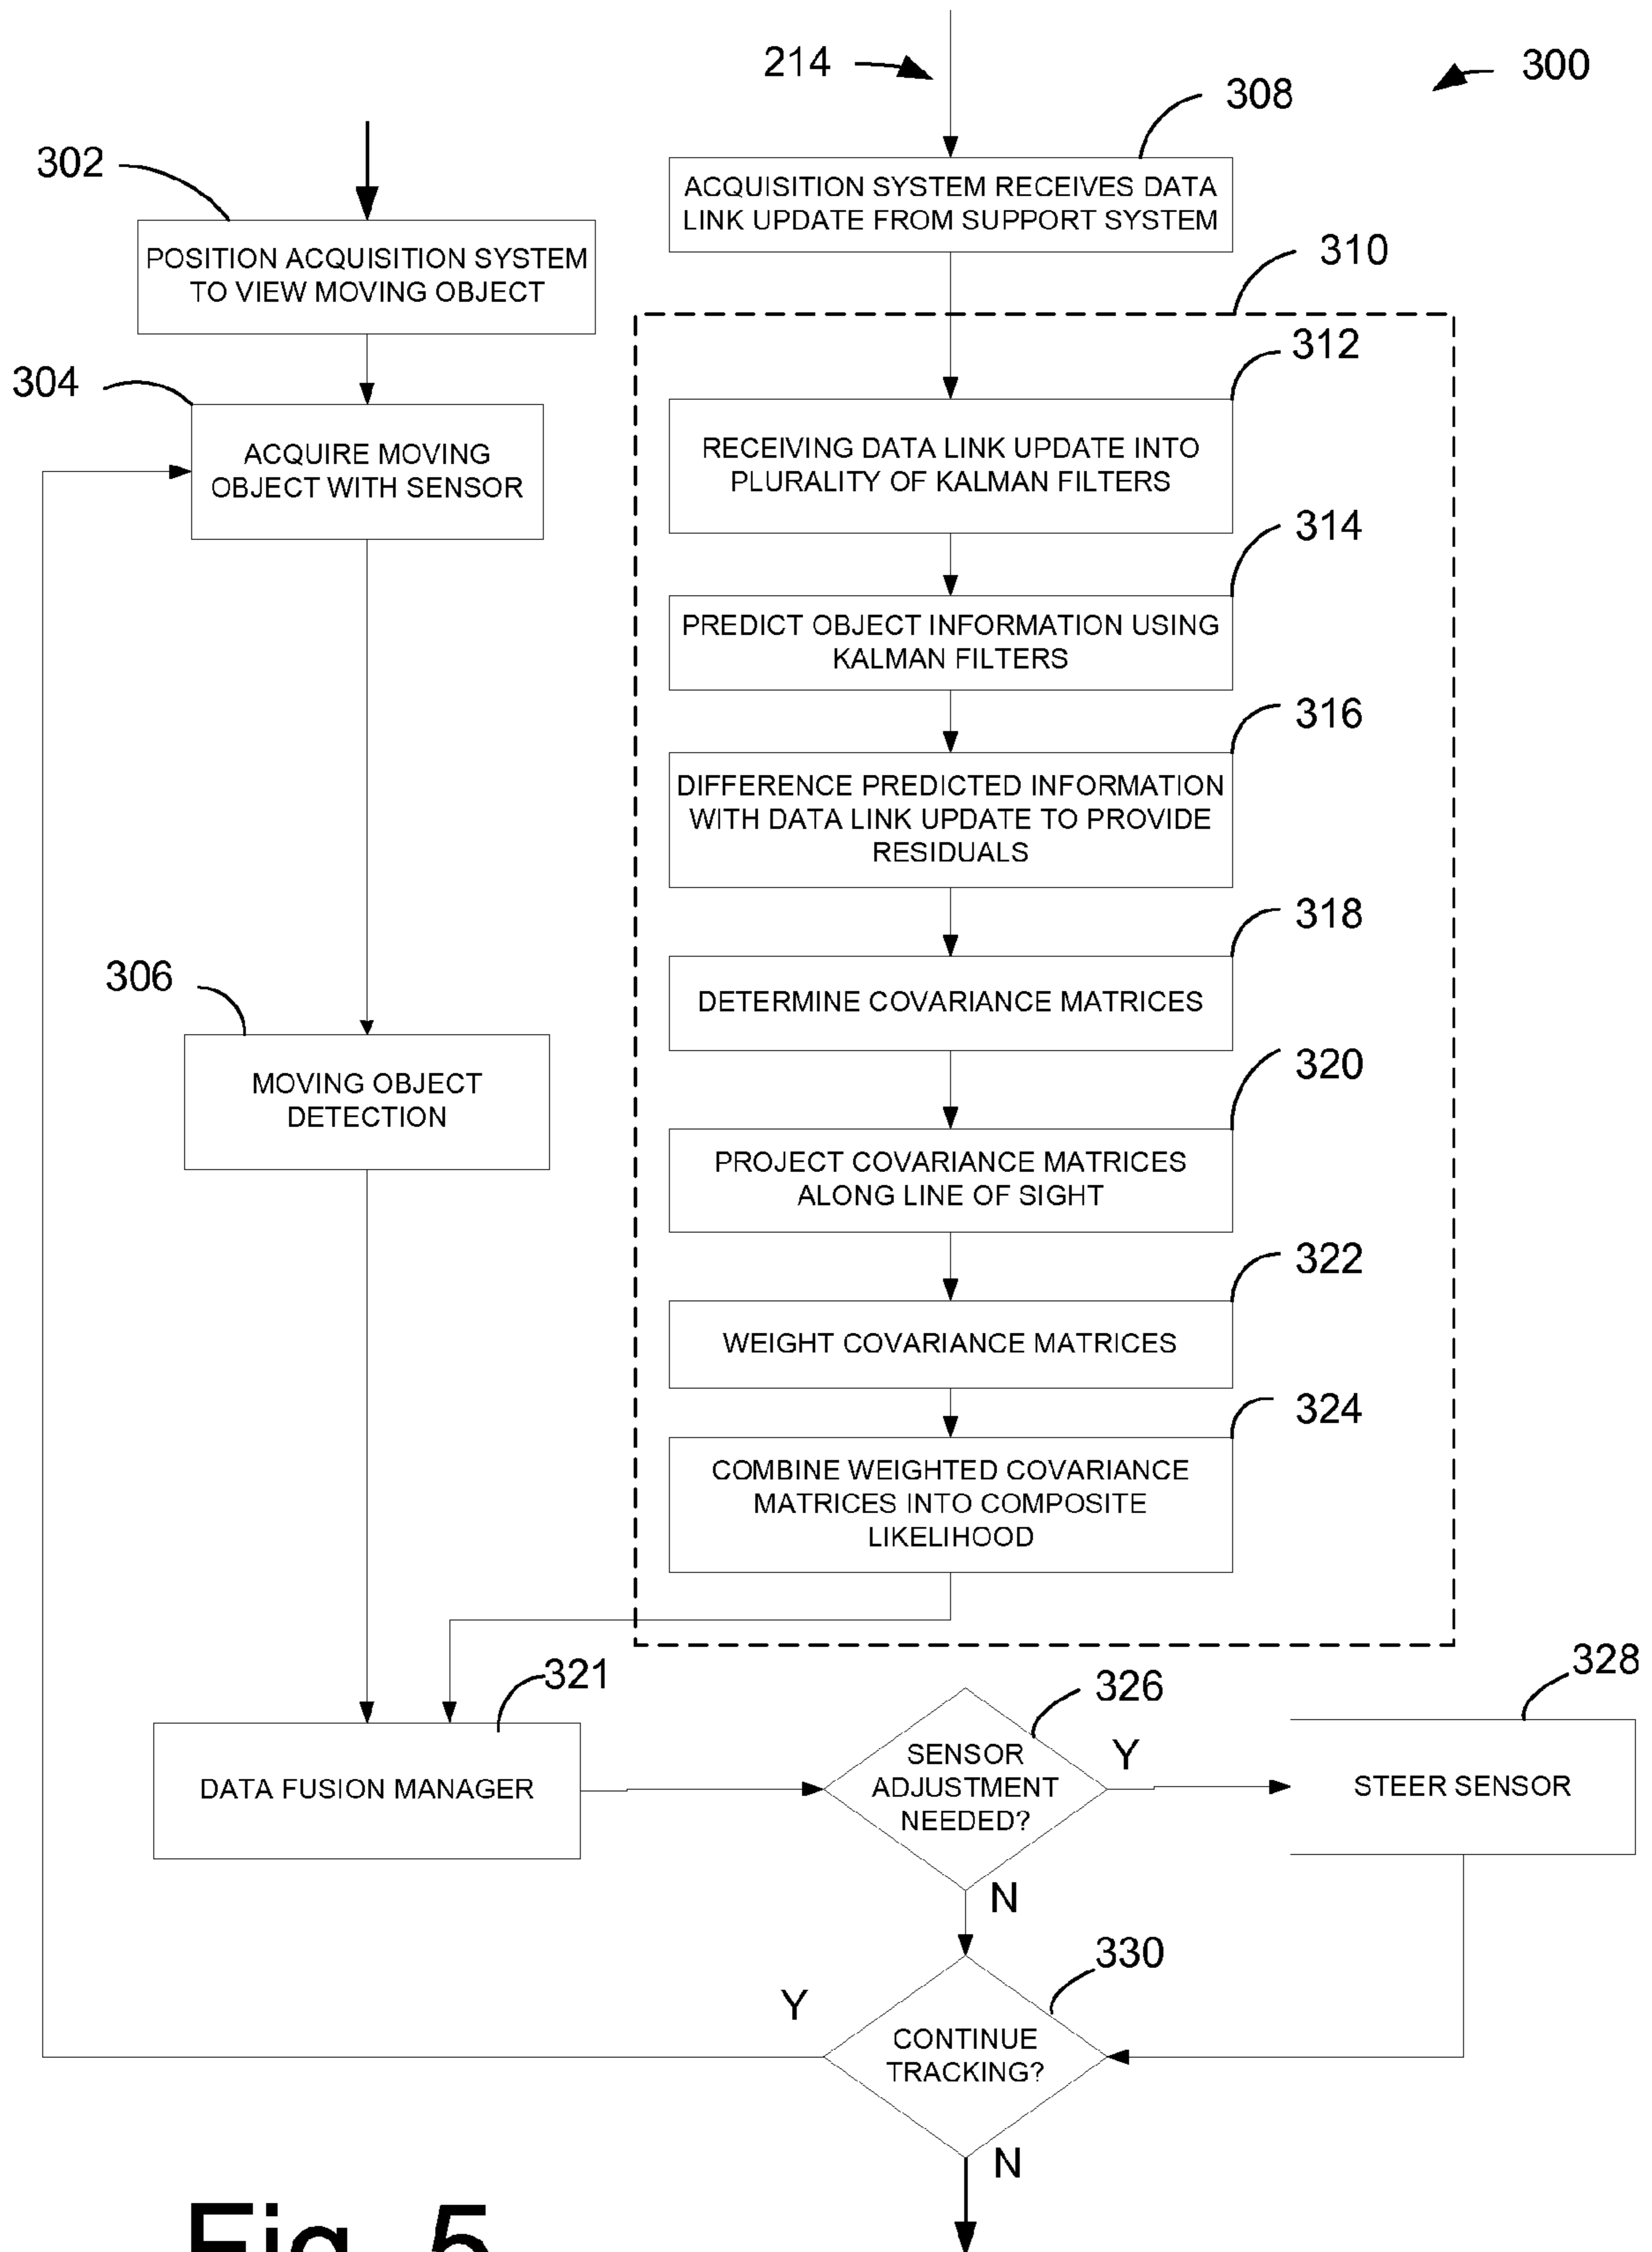 214
300
308
302
ACQUISITION SYSTEM RECEIVES DATA
LINK UPDATE FROM SUPPORT SYSTEM
POSITION ACQUISITION SYSTEM
TO VIEW MOVING OBJECT
310
312
304
ACQUIRE MOVING
OBJECT WITH SENSOR
RECEIVING DATA LINK UPDATE INTO
PLURALITY OF KALMAN FILTERS
314
PREDICT OBJECT INFORMATION USING
KALMAN FILTERS
316
DIFFERENCE PREDICTED INFORMATION
WITH DATA LINK UPDATE TO PROVIDE
RESIDUALS
318
306
DETERMINE COVARIANCE MATRICES
MOVING OBJECT
DETECTION
320
PROJECT COVARIANCE MATRICES
ALONG LINE OF SIGHT
322
WEIGHT COVARIANCE MATRICES
324
COMBINE WEIGHTED COVARIANCE
MATRICES INTO COMPOSITE
LIKELIHOOD
321
326
328
DATA FUSION MANAGER
SENSOR
ADJUSTMENT
NEEDED?
Y
STEER SENSOR
N
330
Y
CONTINUE
TRACKING?
N
Fig. 5